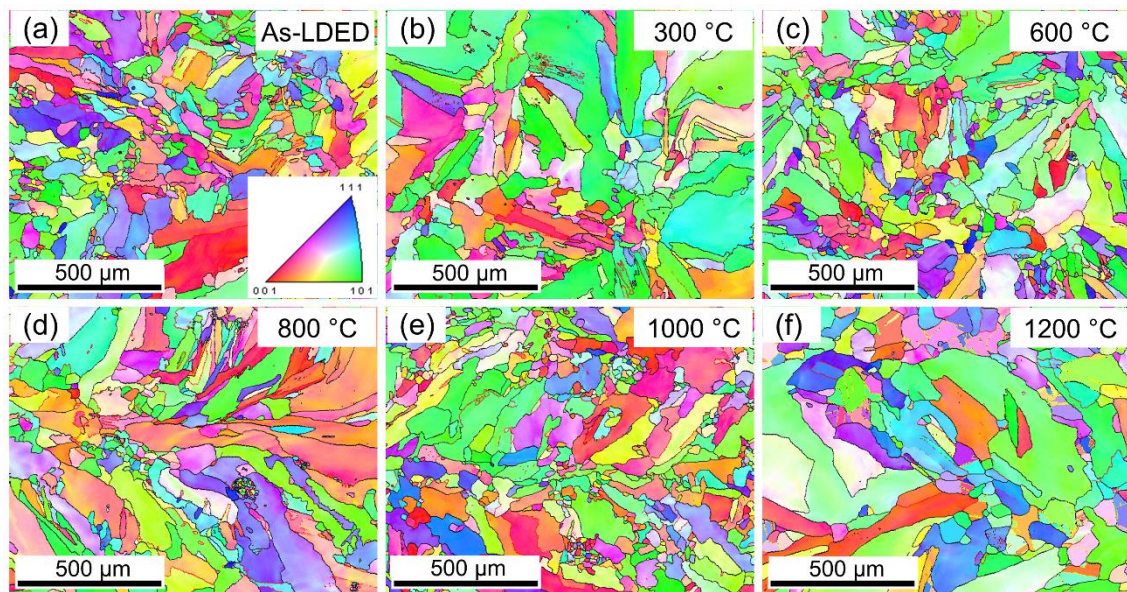 (a) As-LDED
111
001 101
500 µm
(b) 300 °C
500 µm
(c) 600 °C
500 µm
(d) 800 °C
500 µm
(e) 1000 °C
500 µm
(f) 1200 °C
500 µm